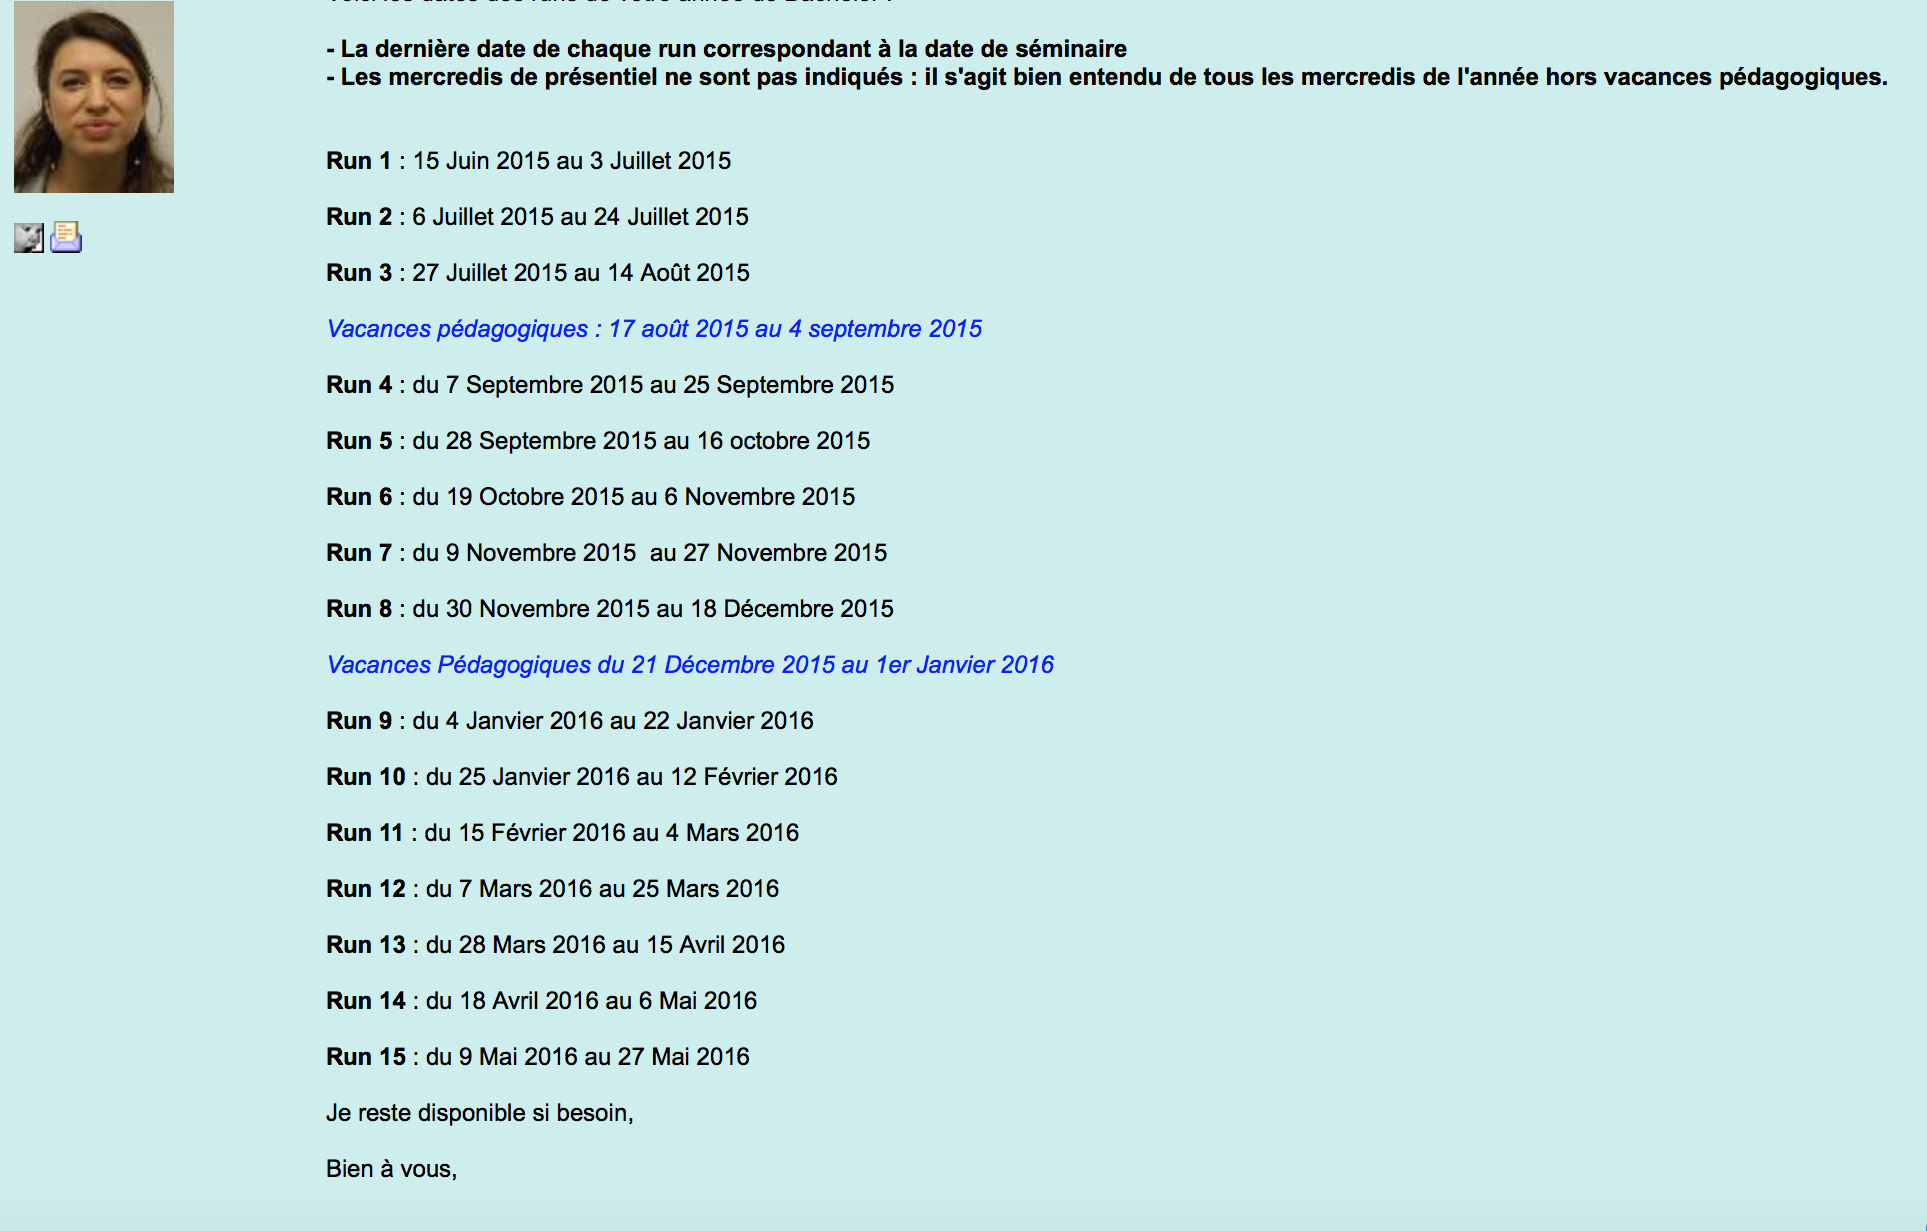 - La dernière date de chaque run correspondant à la date de séminaire
- Les mercredis de présentiel ne sont pas indiqués : il s'agit bien entendu de tous les mercredis de l'année hors vacances pédagogiques.
Run 1 : 15 Juin 2015 au 3 Juillet 2015
Run 2 : 6 Juillet 2015 au 24 Juillet 2015
Run 3 : 27 Juillet 2015 au 14 Août 2015
Vacances pédagogiques : 17 août 2015 au 4 septembre 2015
Run 4 : du 7 Septembre 2015 au 25 Septembre 2015
Run 5 : du 28 Septembre 2015 au 16 octobre 2015
Run 6 : du 19 Octobre 2015 au 6 Novembre 2015
Run 7 : du 9 Novembre 2015  au 27 Novembre 2015
Run 8 : du 30 Novembre 2015 au 18 Décembre 2015
Vacances Pédagogiques du 21 Décembre 2015 au 1er Janvier 2016
Run 9 : du 4 Janvier 2016 au 22 Janvier 2016
Run 10 : du 25 Janvier 2016 au 12 Février 2016
Run 11 : du 15 Février 2016 au 4 Mars 2016
Run 12 : du 7 Mars 2016 au 25 Mars 2016
Run 13 : du 28 Mars 2016 au 15 Avril 2016
Run 14 : du 18 Avril 2016 au 6 Mai 2016
Run 15 : du 9 Mai 2016 au 27 Mai 2016
Je reste disponible si besoin,
Bien à vous,